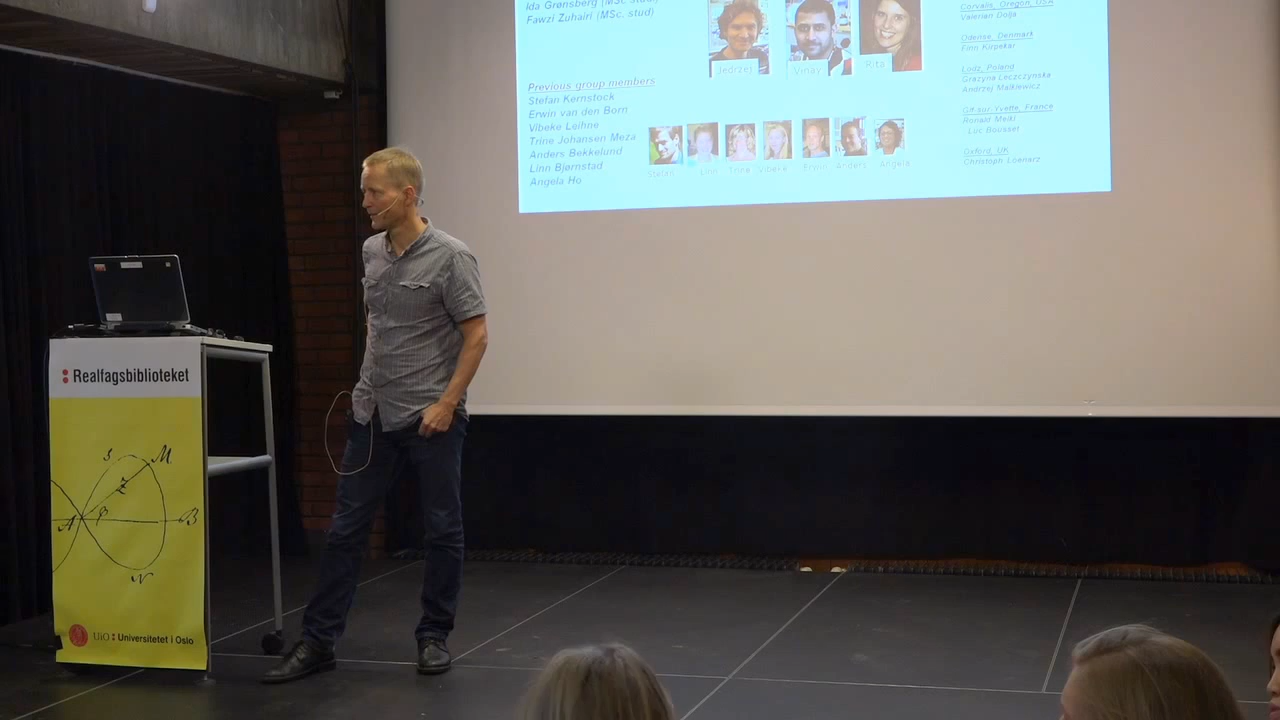 Ida Grønsberg (MSc. stud)
Fawzi Zuhairi (MSc. stud)
Jedrzej
Vinay
Rita
Previous group members
Stefan Kernstock
Erwin van den Born
Vibeke Leihne
Trine Johansen Meza
Anders Bekkelund
Linn Bjørnstad
Angela Ho
Stefan
Linn
Trine
Vibeke
Erwin
Anders
Angela
Corvalis, Oregon, USA
Valerian Dolja
Odense, Denmark
Finn Kirpekar
Lodz, Poland
Grazyna Leczczynska
Andrzej Malkiewicz
Gif-sur-Yvette, France
Ronald Melki
Luc Bousset
Oxford, UK
Christoph Loenarz
Realfagsbiblioteket
s
M
z
A
B
N
UiO Universitetet i Oslo